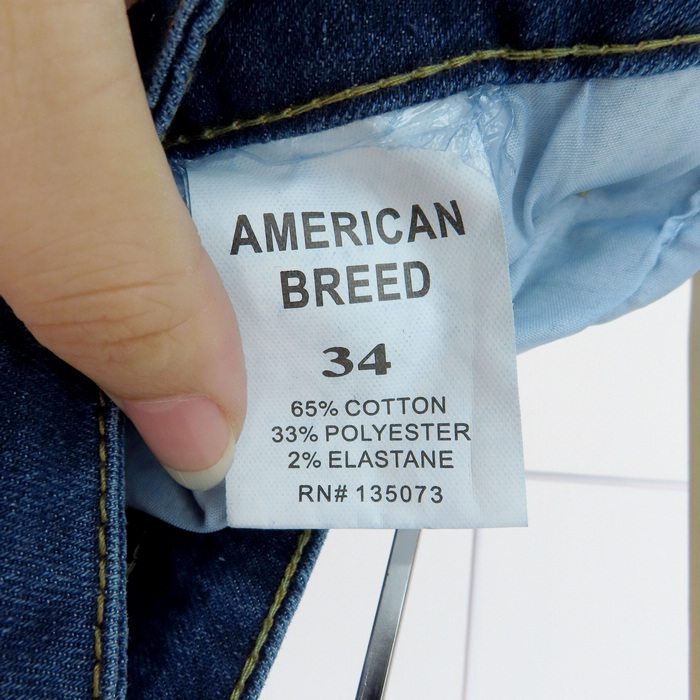 AMERICAN
BREED
34
65% COTTON
33% POLYESTER
2% ELASTANE
RN# 135073